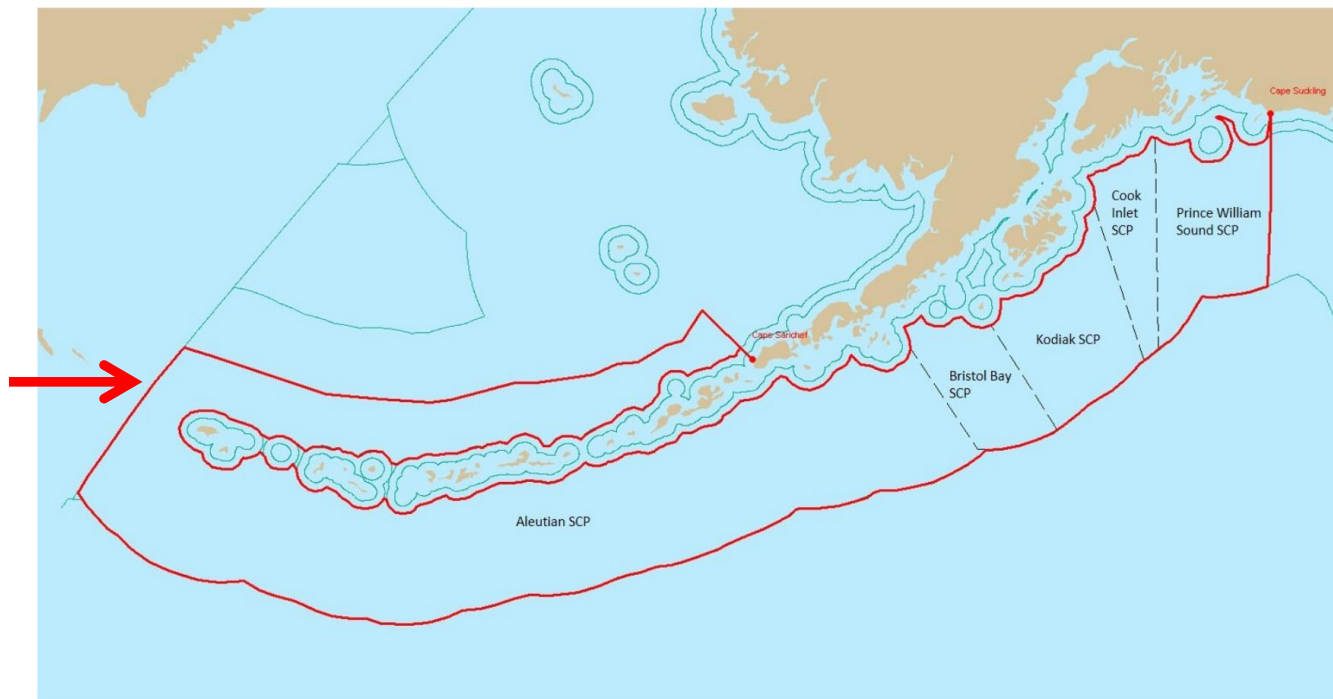 Cape Suckling
Cook
Inlet
SCP
Prince William
Sound SCP
Cape Sarichef
Kodiak SCP
Bristol Bay
SCP
Aleutian SCP